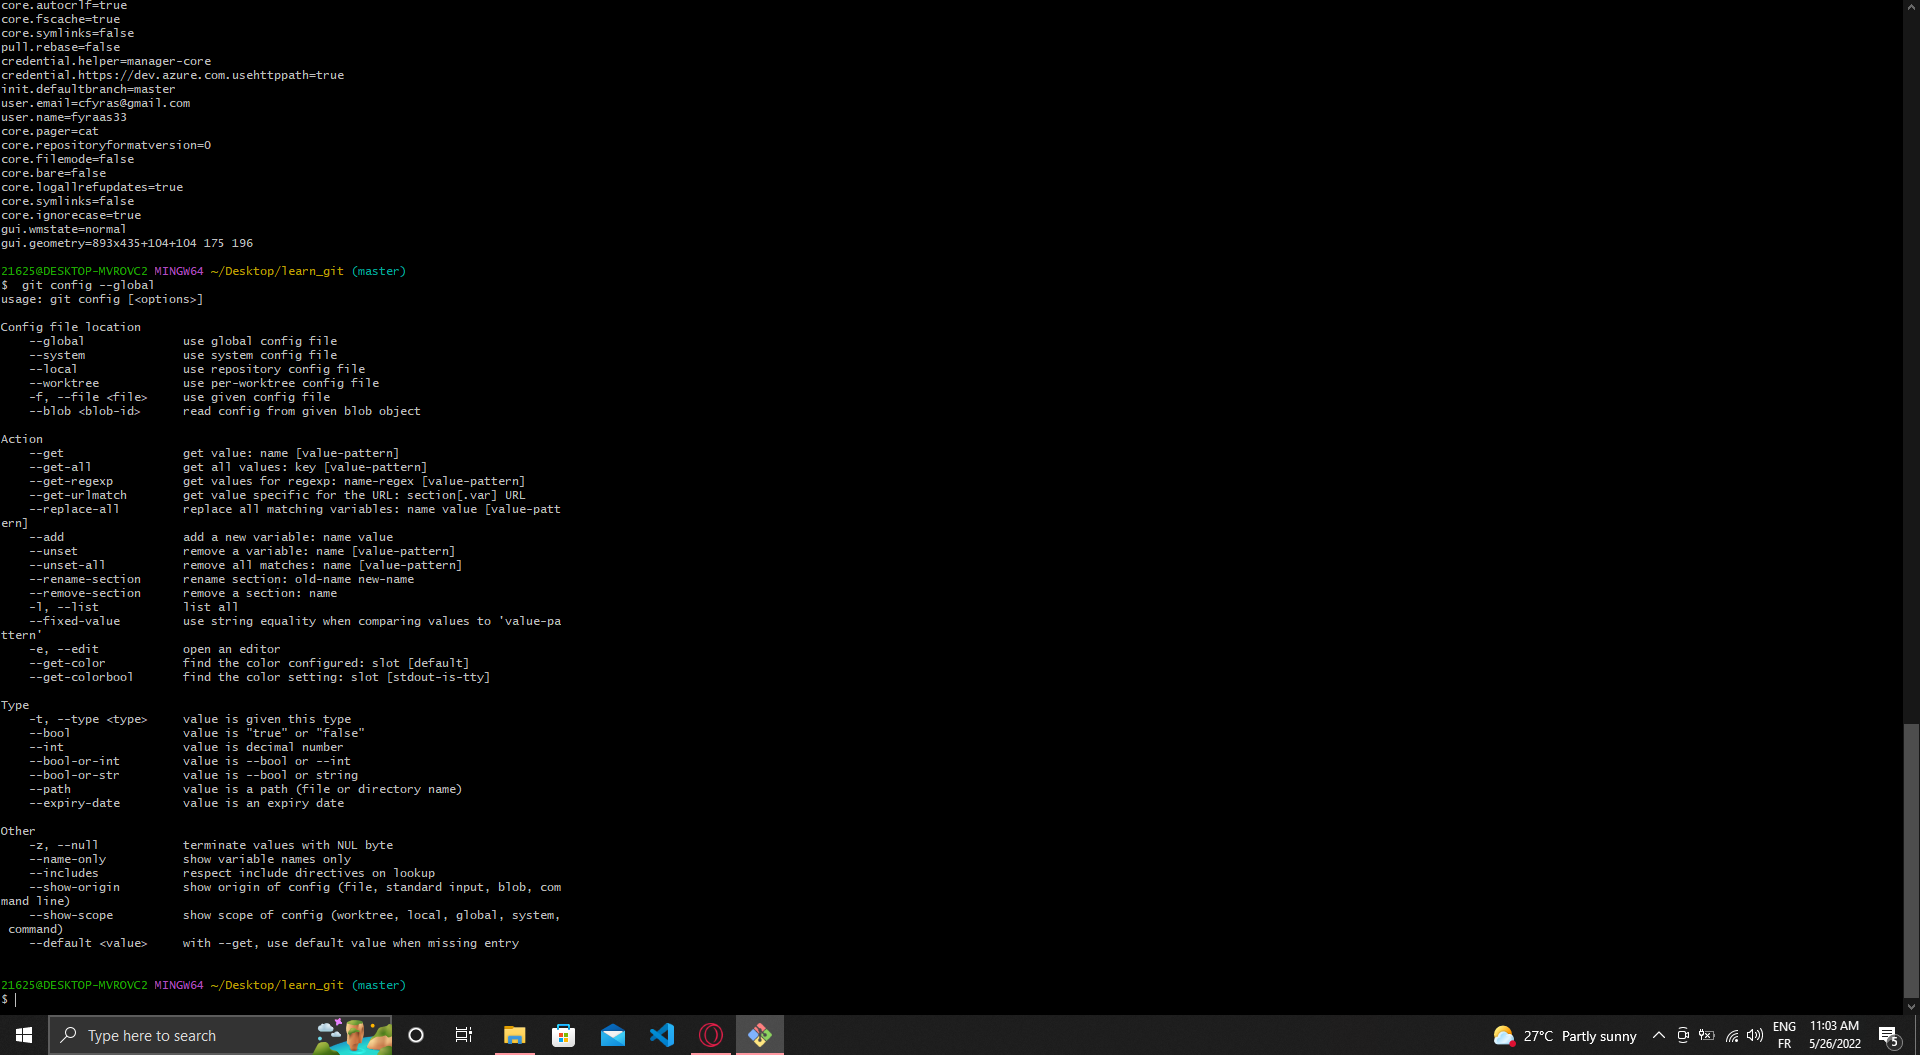 core.autocrlf=true
core.fscache=true
core.symlinks=false
pull.rebase=false
credential.helper=manager-core
credential.https://dev.azure.com.usehttppath=true
init.defaultbranch=master
user.email=cfyras@gmail.com
user.name=fyraas33
core.pager=cat
core.repositoryformatversion=0
core.filemode=false
core.bare=false
core.logallrefupdates=true
core.symlinks=false
core.ignorecase=true
gui.wmstate=normal
gui.geometry=893x435+104+104 175 196

21625@DESKTOP-MVROVC2 MINGW64 ~/Desktop/learn_git (master)
$  git config --global
usage: git config [<options>]

Config file location
    --global              use global config file
    --system              use system config file
    --local               use repository config file
    --worktree            use per-worktree config file
    -f, --file <file>     use given config file
    --blob <blob-id>      read config from given blob object

Action
    --get                 get value: name [value-pattern]
    --get-all             get all values: key [value-pattern]
    --get-regexp          get values for regexp: name-regex [value-pattern]
    --get-urlmatch        get value specific for the URL: section[.var] URL
    --replace-all         replace all matching variables: name value [value-patt
ern]
    --add                 add a new variable: name value
    --unset               remove a variable: name [value-pattern]
    --unset-all           remove all matches: name [value-pattern]
    --rename-section      rename section: old-name new-name
    --remove-section      remove a section: name
    -l, --list            list all
    --fixed-value         use string equality when comparing values to 'value-pa
ttern'
    -e, --edit            open an editor
    --get-color           find the color configured: slot [default]
    --get-colorbool       find the color setting: slot [stdout-is-tty]

Type
    -t, --type <type>     value is given this type
    --bool                value is "true" or "false"
    --int                 value is decimal number
    --bool-or-int         value is --bool or --int
    --bool-or-str         value is --bool or string
    --path                value is a path (file or directory name)
    --expiry-date         value is an expiry date

Other
    -z, --null            terminate values with NUL byte
    --name-only           show variable names only
    --includes            respect include directives on lookup
    --show-origin         show origin of config (file, standard input, blob, com
mand line)
    --show-scope          show scope of config (worktree, local, global, system,
 command)
    --default <value>     with --get, use default value when missing entry

21625@DESKTOP-MVROVC2 MINGW64 ~/Desktop/learn_git (master)
$
Type here to search
27°C Partly sunny
ENG
FR
11:03 AM
5/26/2022
5